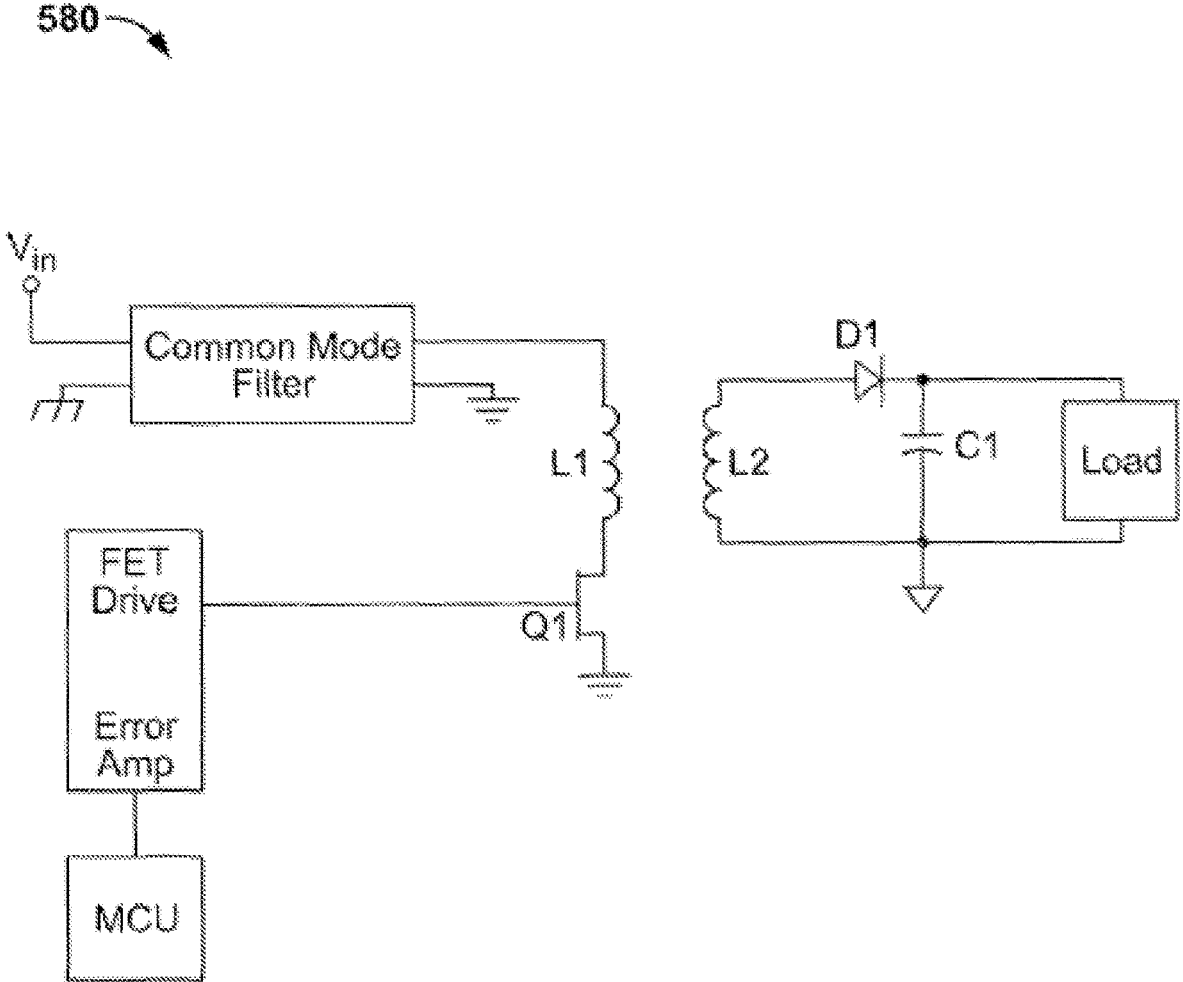 580
Vin
Common Mode
Filter
D1
L1
L2
C1
Load
FET
Drive
Q1
Error
Amp
MCU